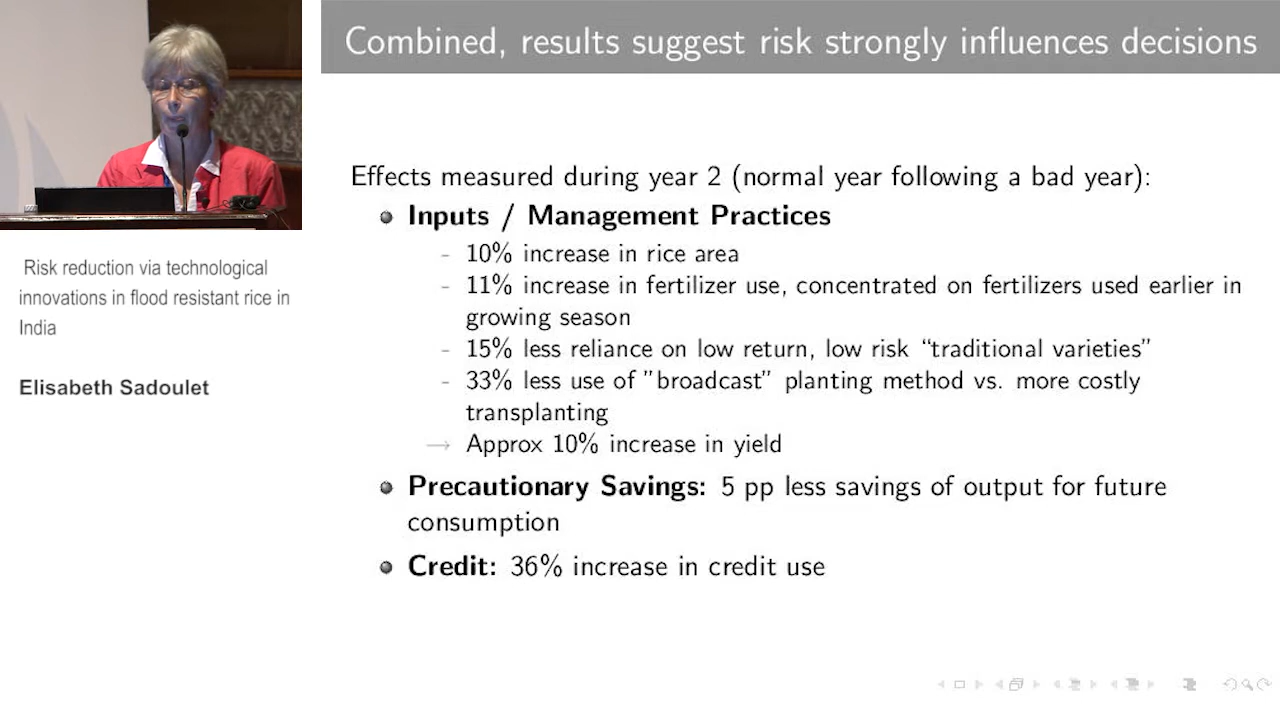 Combined, results suggest risk strongly influences decisions
Effects measured during year 2 (normal year following a bad year):
Inputs / Management Practices
- 10% increase in rice area
- 11% increase in fertilizer use, concentrated on fertilizers used earlier in
growing season
- 15% less reliance on low return, low risk “traditional varieties”
- 33% less use of ”broadcast” planting method vs. more costly
transplanting
→ Approx 10% increase in yield
Precautionary Savings: 5 pp less savings of output for future
consumption
Credit: 36% increase in credit use
Risk reduction via technological
innovations in flood resistant rice in
India
Elisabeth Sadoulet